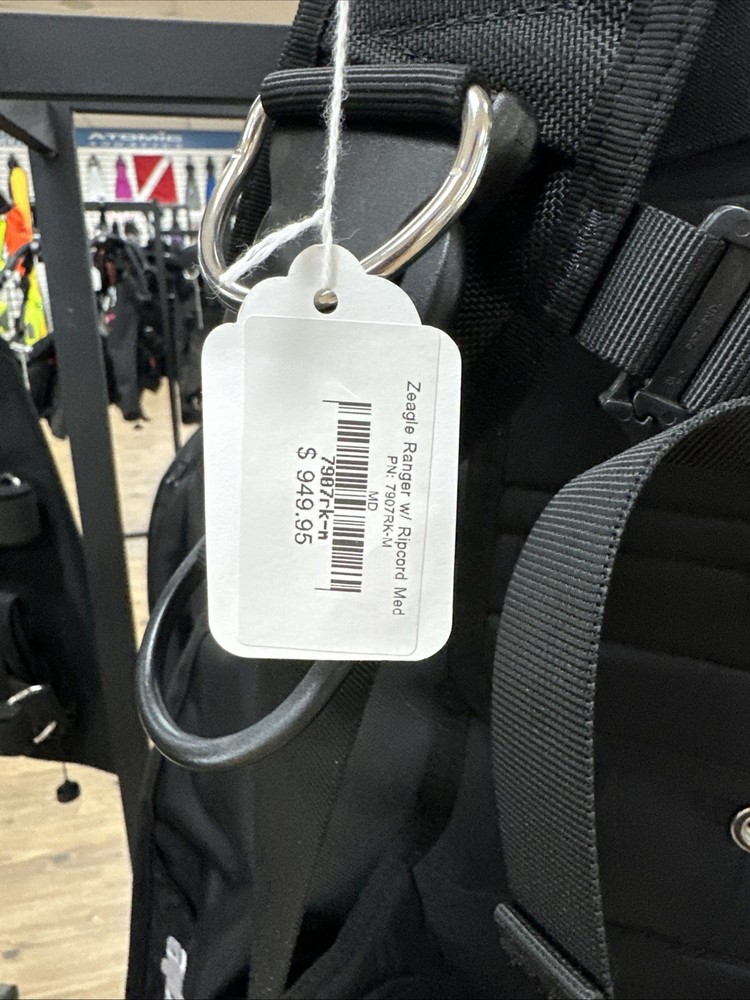 ATOMIC
Zeagle Ranger w/ Ripcord Med
PN: 7907RK-M
MD
7907rk-m
$ 949.95